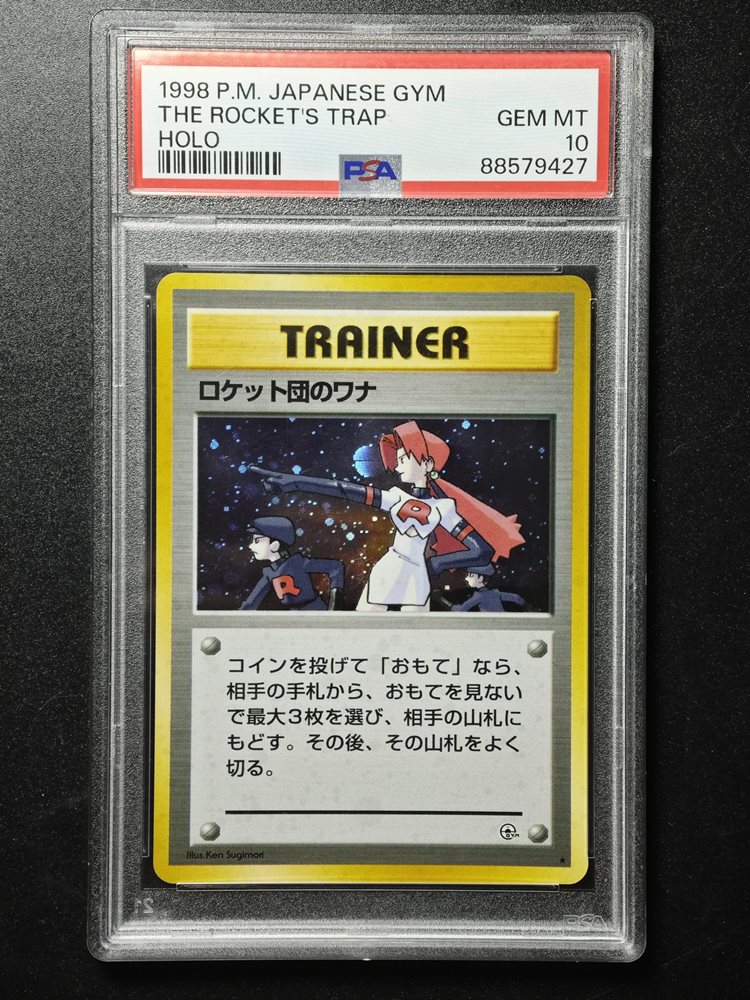 1998 P.M. JAPANESE GYM
THE ROCKET'S TRAP
GEM MT
HOLO
10
PSA
88579427
TRAINER
ロケット団のワナ
R
R
コインを投げて「おもて」なら、
相手の手札から、おもてを見ない
で最大3枚を選び、相手の山札に
もどす。その後、その山札をよく
切る。
GYM
Illus.Ken Sugimori
★
PSA